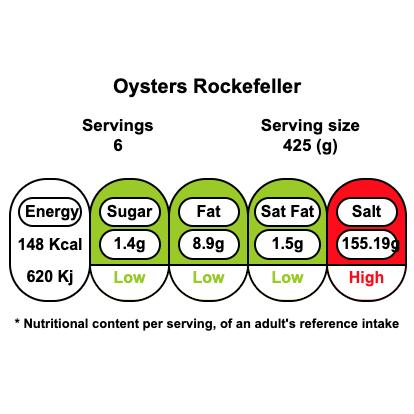 Oysters Rockefeller
Servings
6
Serving size
425 (g)
Energy
148 Kcal
620 Kj
Sugar
1.4g
Low
Fat
8.9g
Low
Sat Fat
1.5g
Low
Salt
155.19g
High
* Nutritional content per serving, of an adult's reference intake